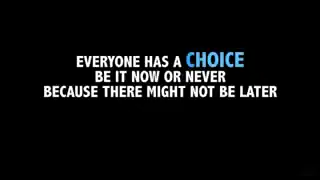 EVERYONE HAS A CHOICE
BE IT NOW OR NEVER
BECAUSE THERE MIGHT NOT BE LATER